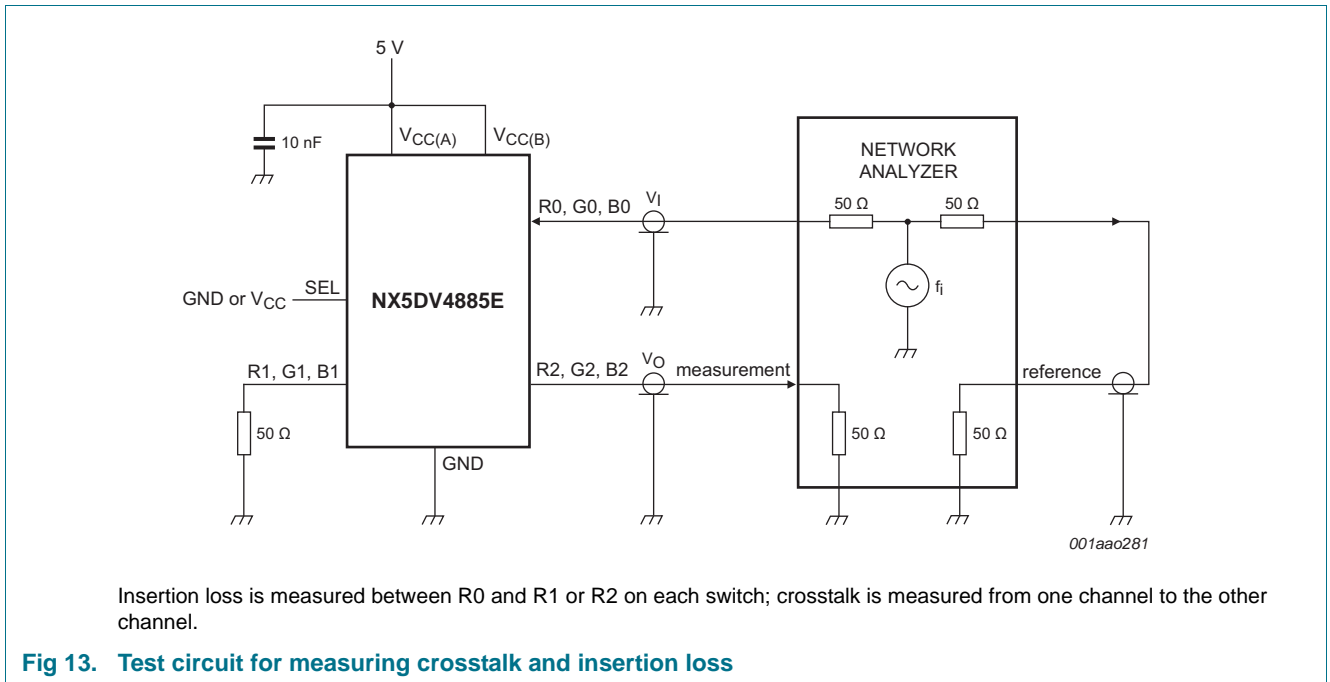 5 V
10 nF
VCC(A)
VCC(B)
NETWORK
ANALYZER
R0, G0, B0
VI
50 Ω
50 Ω
fi
SEL
GND or VCC
NX5DV4885E
R1, G1, B1
R2, G2, B2
VO
measurement
reference
50 Ω
50 Ω
50 Ω
GND
001aao281
Insertion loss is measured between R0 and R1 or R2 on each switch; crosstalk is measured from one channel to the other
channel.
Fig 13. Test circuit for measuring crosstalk and insertion loss